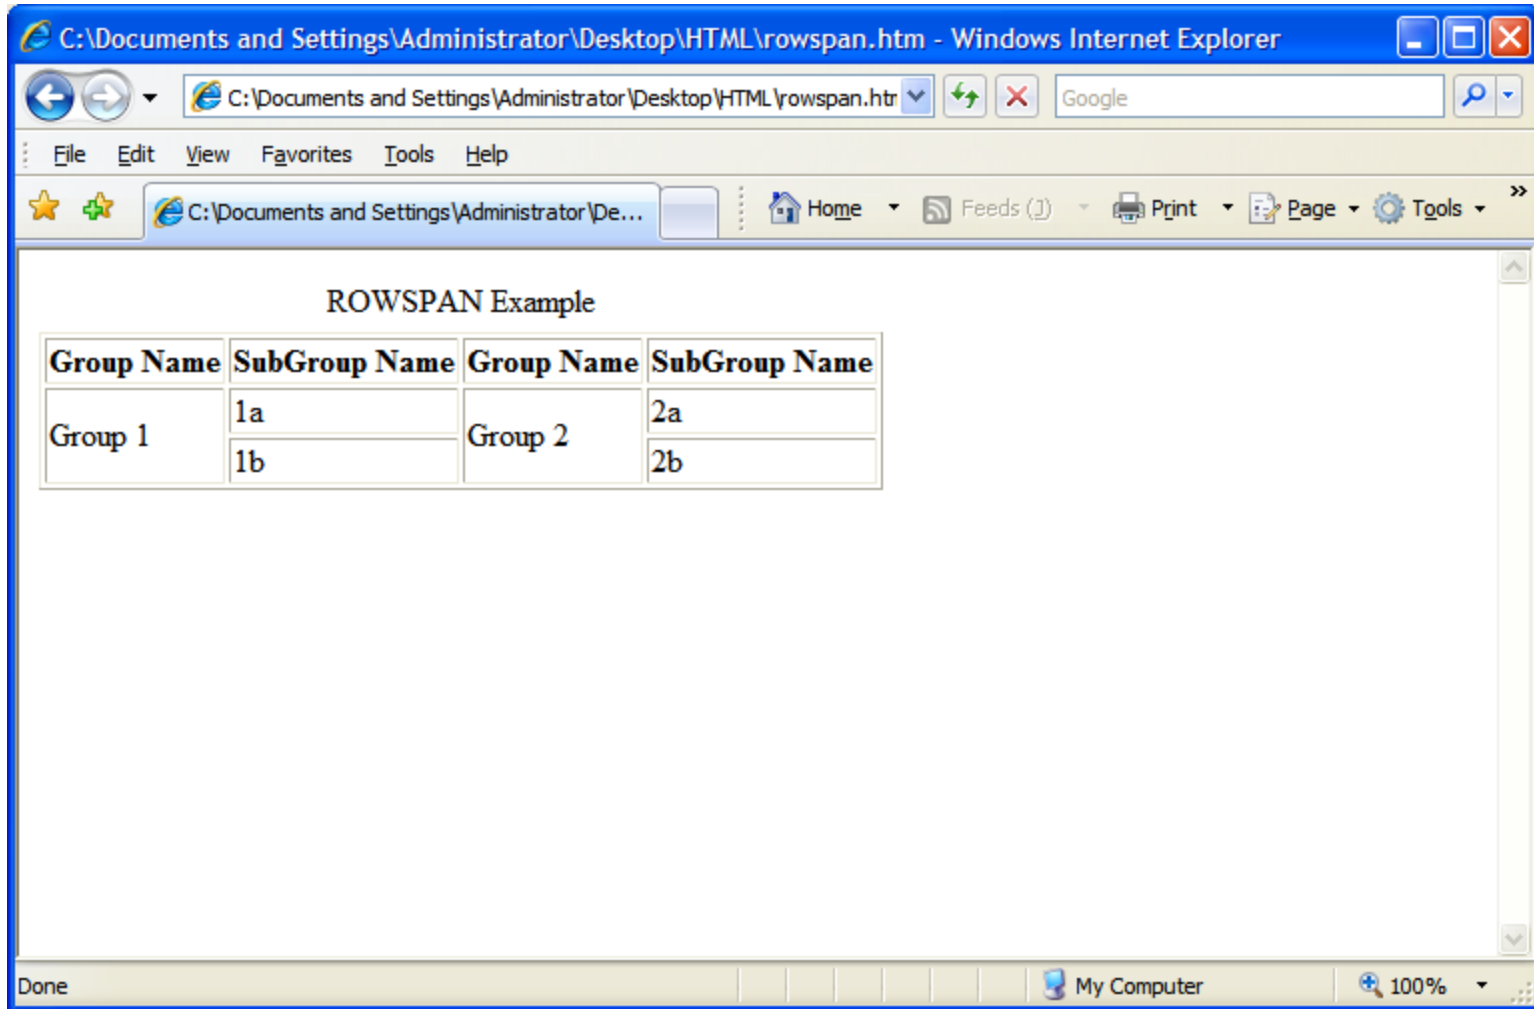 C:\Documents and Settings\Administrator\Desktop\HTML\rowspan.htm - Windows Internet Explorer
C:\Documents and Settings\Administrator\Desktop\HTML\rowspan.htm Google
File Edit View Favorites Tools Help
C:\Documents and Settings\Administrator\De... Home Feeds (J) Print Page Tools »
ROWSPAN Example
Group Name SubGroup Name Group Name SubGroup Name
Group 1 1a Group 2 2a
1b 2b
Done My Computer 100%